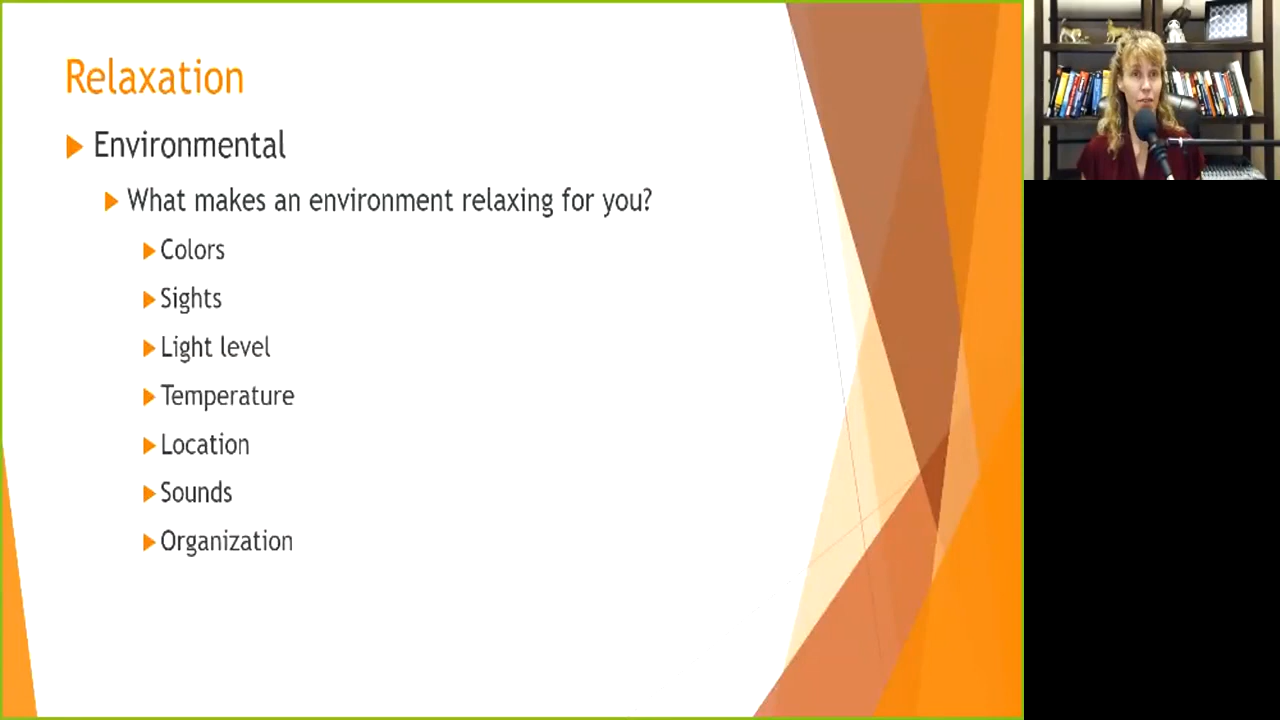 Relaxation
Environmental
What makes an environment relaxing for you?
Colors
Sights
Light level
Temperature
Location
Sounds
Organization